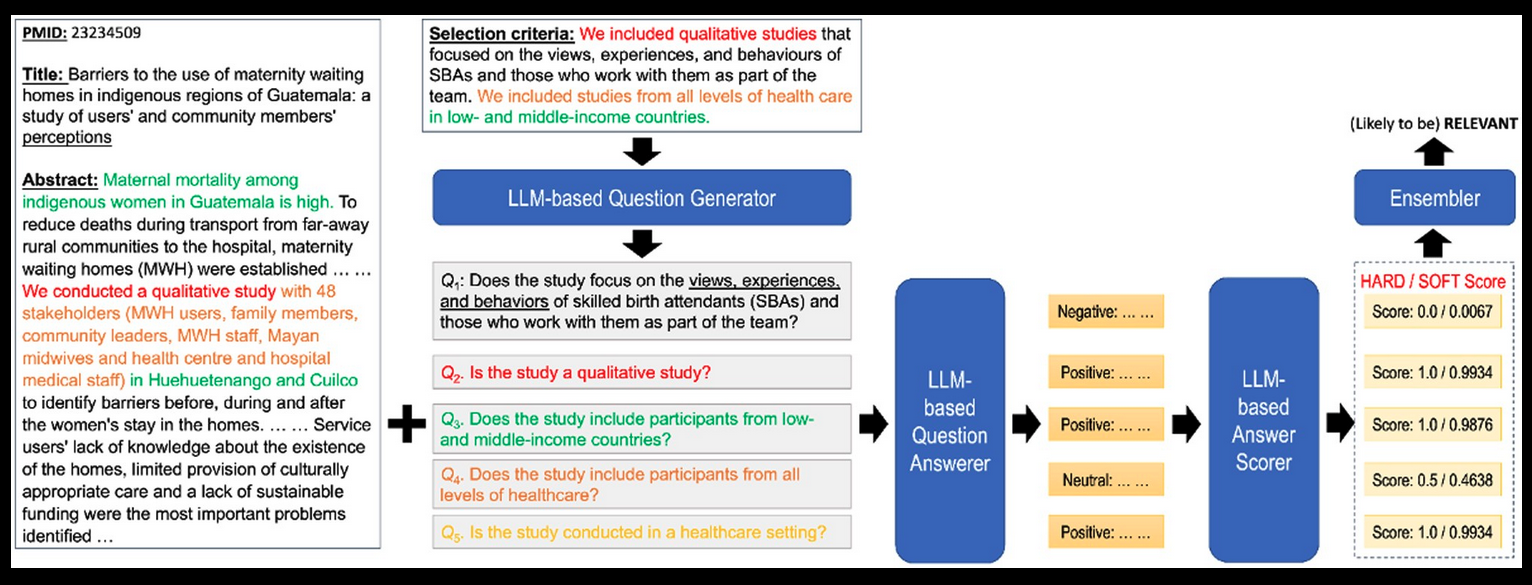 PMID: 23234509
Title: Barriers to the use of maternity waiting
homes in indigenous regions of Guatemala: a
study of users' and community members'
perceptions
Abstract: Maternal mortality among
indigenous women in Guatemala is high. To
reduce deaths during transport from far-away
rural communities to the hospital, maternity
waiting homes (MWH) were established ... ...
We conducted a qualitative study with 48
stakeholders (MWH users, family members,
community leaders, MWH staff, Mayan
midwives and health centre and hospital
medical staff) in Huehuetenango and Cuilco
to identify barriers before, during and after
the women's stay in the homes. ... ... Service
users' lack of knowledge about the existence
of the homes, limited provision of culturally
appropriate care and a lack of sustainable
funding were the most important problems
identified ...
Selection criteria: We included qualitative studies that
focused on the views, experiences, and behaviours of
SBAs and those who work with them as part of the
team. We included studies from all levels of health care
in low- and middle-income countries.
LLM-based Question Generator
Q1: Does the study focus on the views, experiences,
and behaviors of skilled birth attendants (SBAs) and
those who work with them as part of the team?
Q2. Is the study a qualitative study?
Q3. Does the study include participants from low-
and middle-income countries?
Q4. Does the study include participants from all
levels of healthcare?
Q5. Is the study conducted in a healthcare setting?
LLM-
based
Question
Answerer
Negative: ... ...
Positive: ... ...
Positive: ... ...
Neutral: ... ...
Positive: ... ...
LLM-
based
Answer
Scorer
(Likely to be) RELEVANT
Ensembler
HARD / SOFT Score
Score: 0.0 / 0.0067
Score: 1.0 / 0.9934
Score: 1.0 / 0.9876
Score: 0.5 / 0.4638
Score: 1.0 / 0.9934